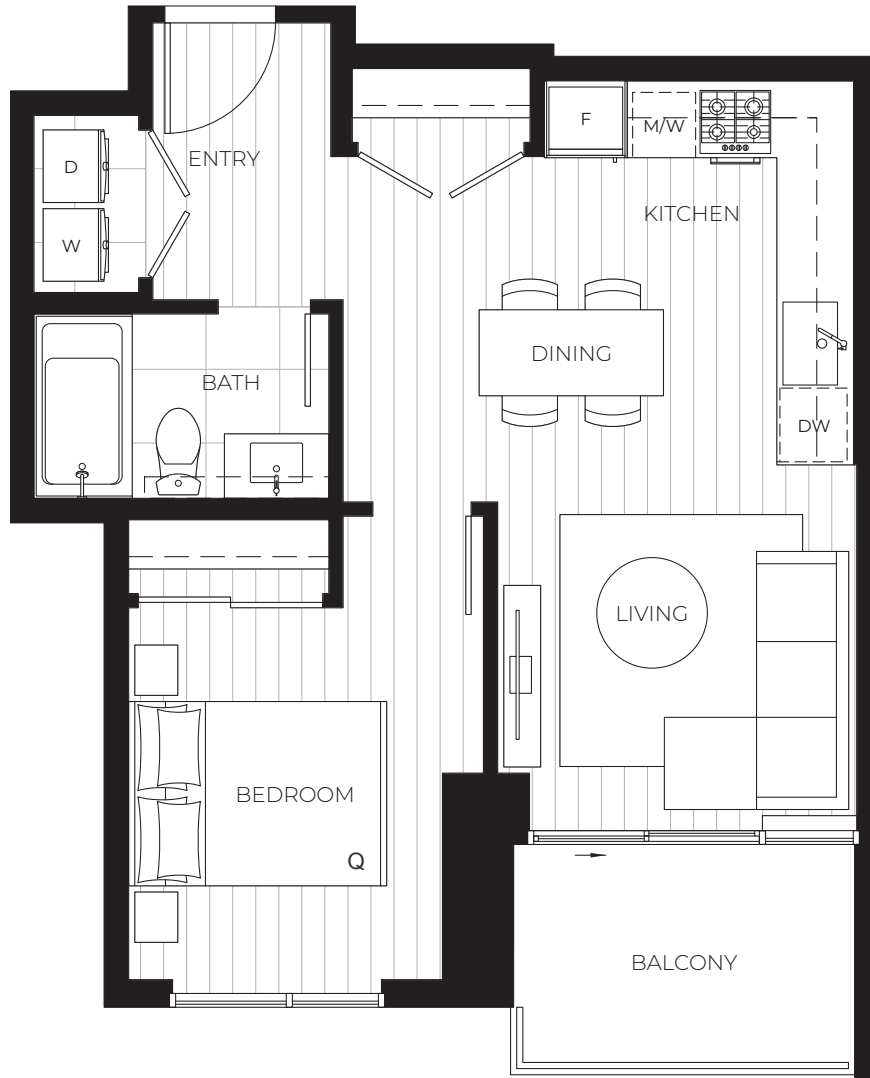 F
M/W
D
ENTRY
KITCHEN
W
DINING
BATH
DW
LIVING
BEDROOM
Q
BALCONY